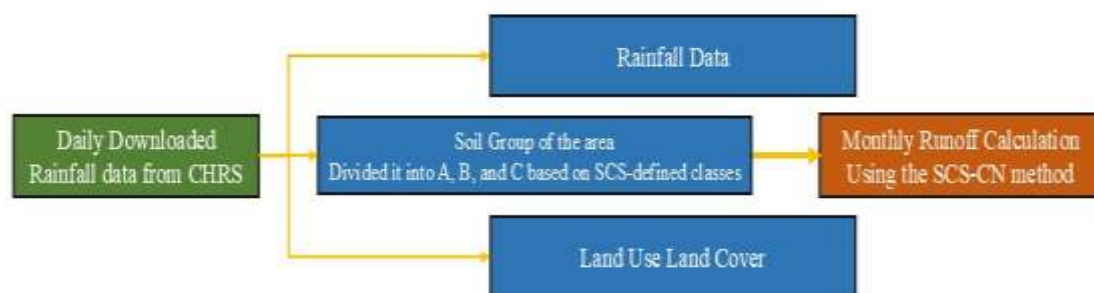 Rainfall Data
Daily Downloaded
Rainfall data from CHRS
Soil Group of the area
Divided it into A, B, and C based on SCS-defined classes
Monthly Runoff Calculation
Using the SCS-CN method
Land Use Land Cover